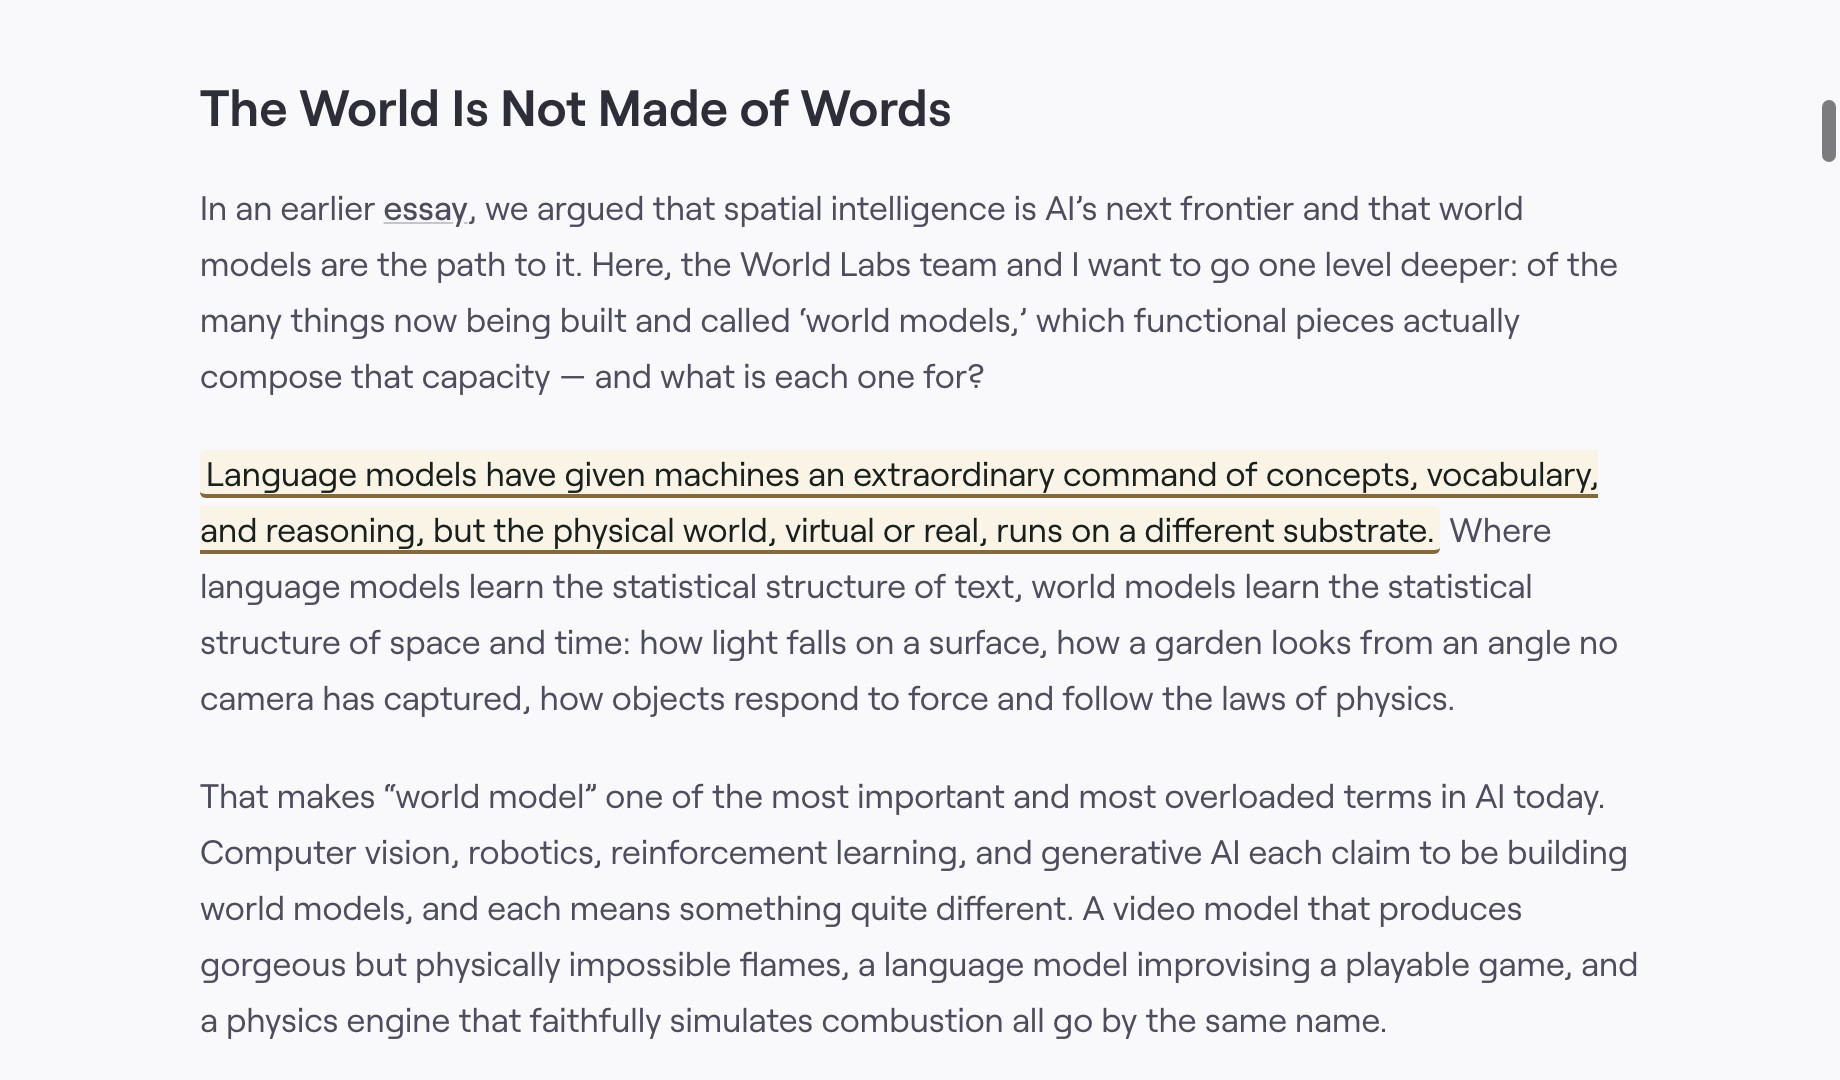 The World Is Not Made of Words
In an earlier essay, we argued that spatial intelligence is AI’s next frontier and that world
models are the path to it. Here, the World Labs team and I want to go one level deeper: of the
many things now being built and called ‘world models,’ which functional pieces actually
compose that capacity — and what is each one for?
Language models have given machines an extraordinary command of concepts, vocabulary,
and reasoning, but the physical world, virtual or real, runs on a different substrate. Where
language models learn the statistical structure of text, world models learn the statistical
structure of space and time: how light falls on a surface, how a garden looks from an angle no
camera has captured, how objects respond to force and follow the laws of physics.
That makes “world model” one of the most important and most overloaded terms in AI today.
Computer vision, robotics, reinforcement learning, and generative AI each claim to be building
world models, and each means something quite different. A video model that produces
gorgeous but physically impossible flames, a language model improvising a playable game, and
a physics engine that faithfully simulates combustion all go by the same name.